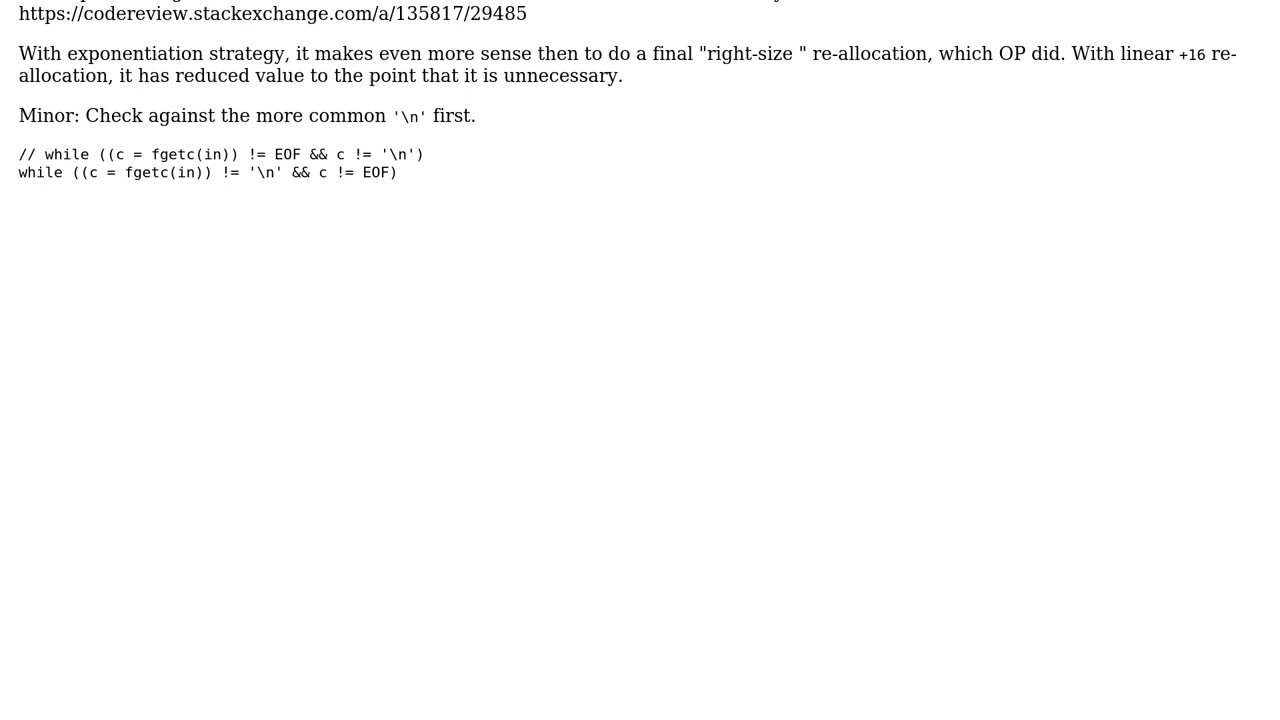 https://codereview.stackexchange.com/a/135817/29485
With exponentiation strategy, it makes even more sense then to do a final "right-size " re-allocation, which OP did. With linear +16 re-
allocation, it has reduced value to the point that it is unnecessary.
Minor: Check against the more common '\n' first.
// while ((c = fgetc(in)) != EOF && c != '\n')
while ((c = fgetc(in)) != '\n' && c != EOF)